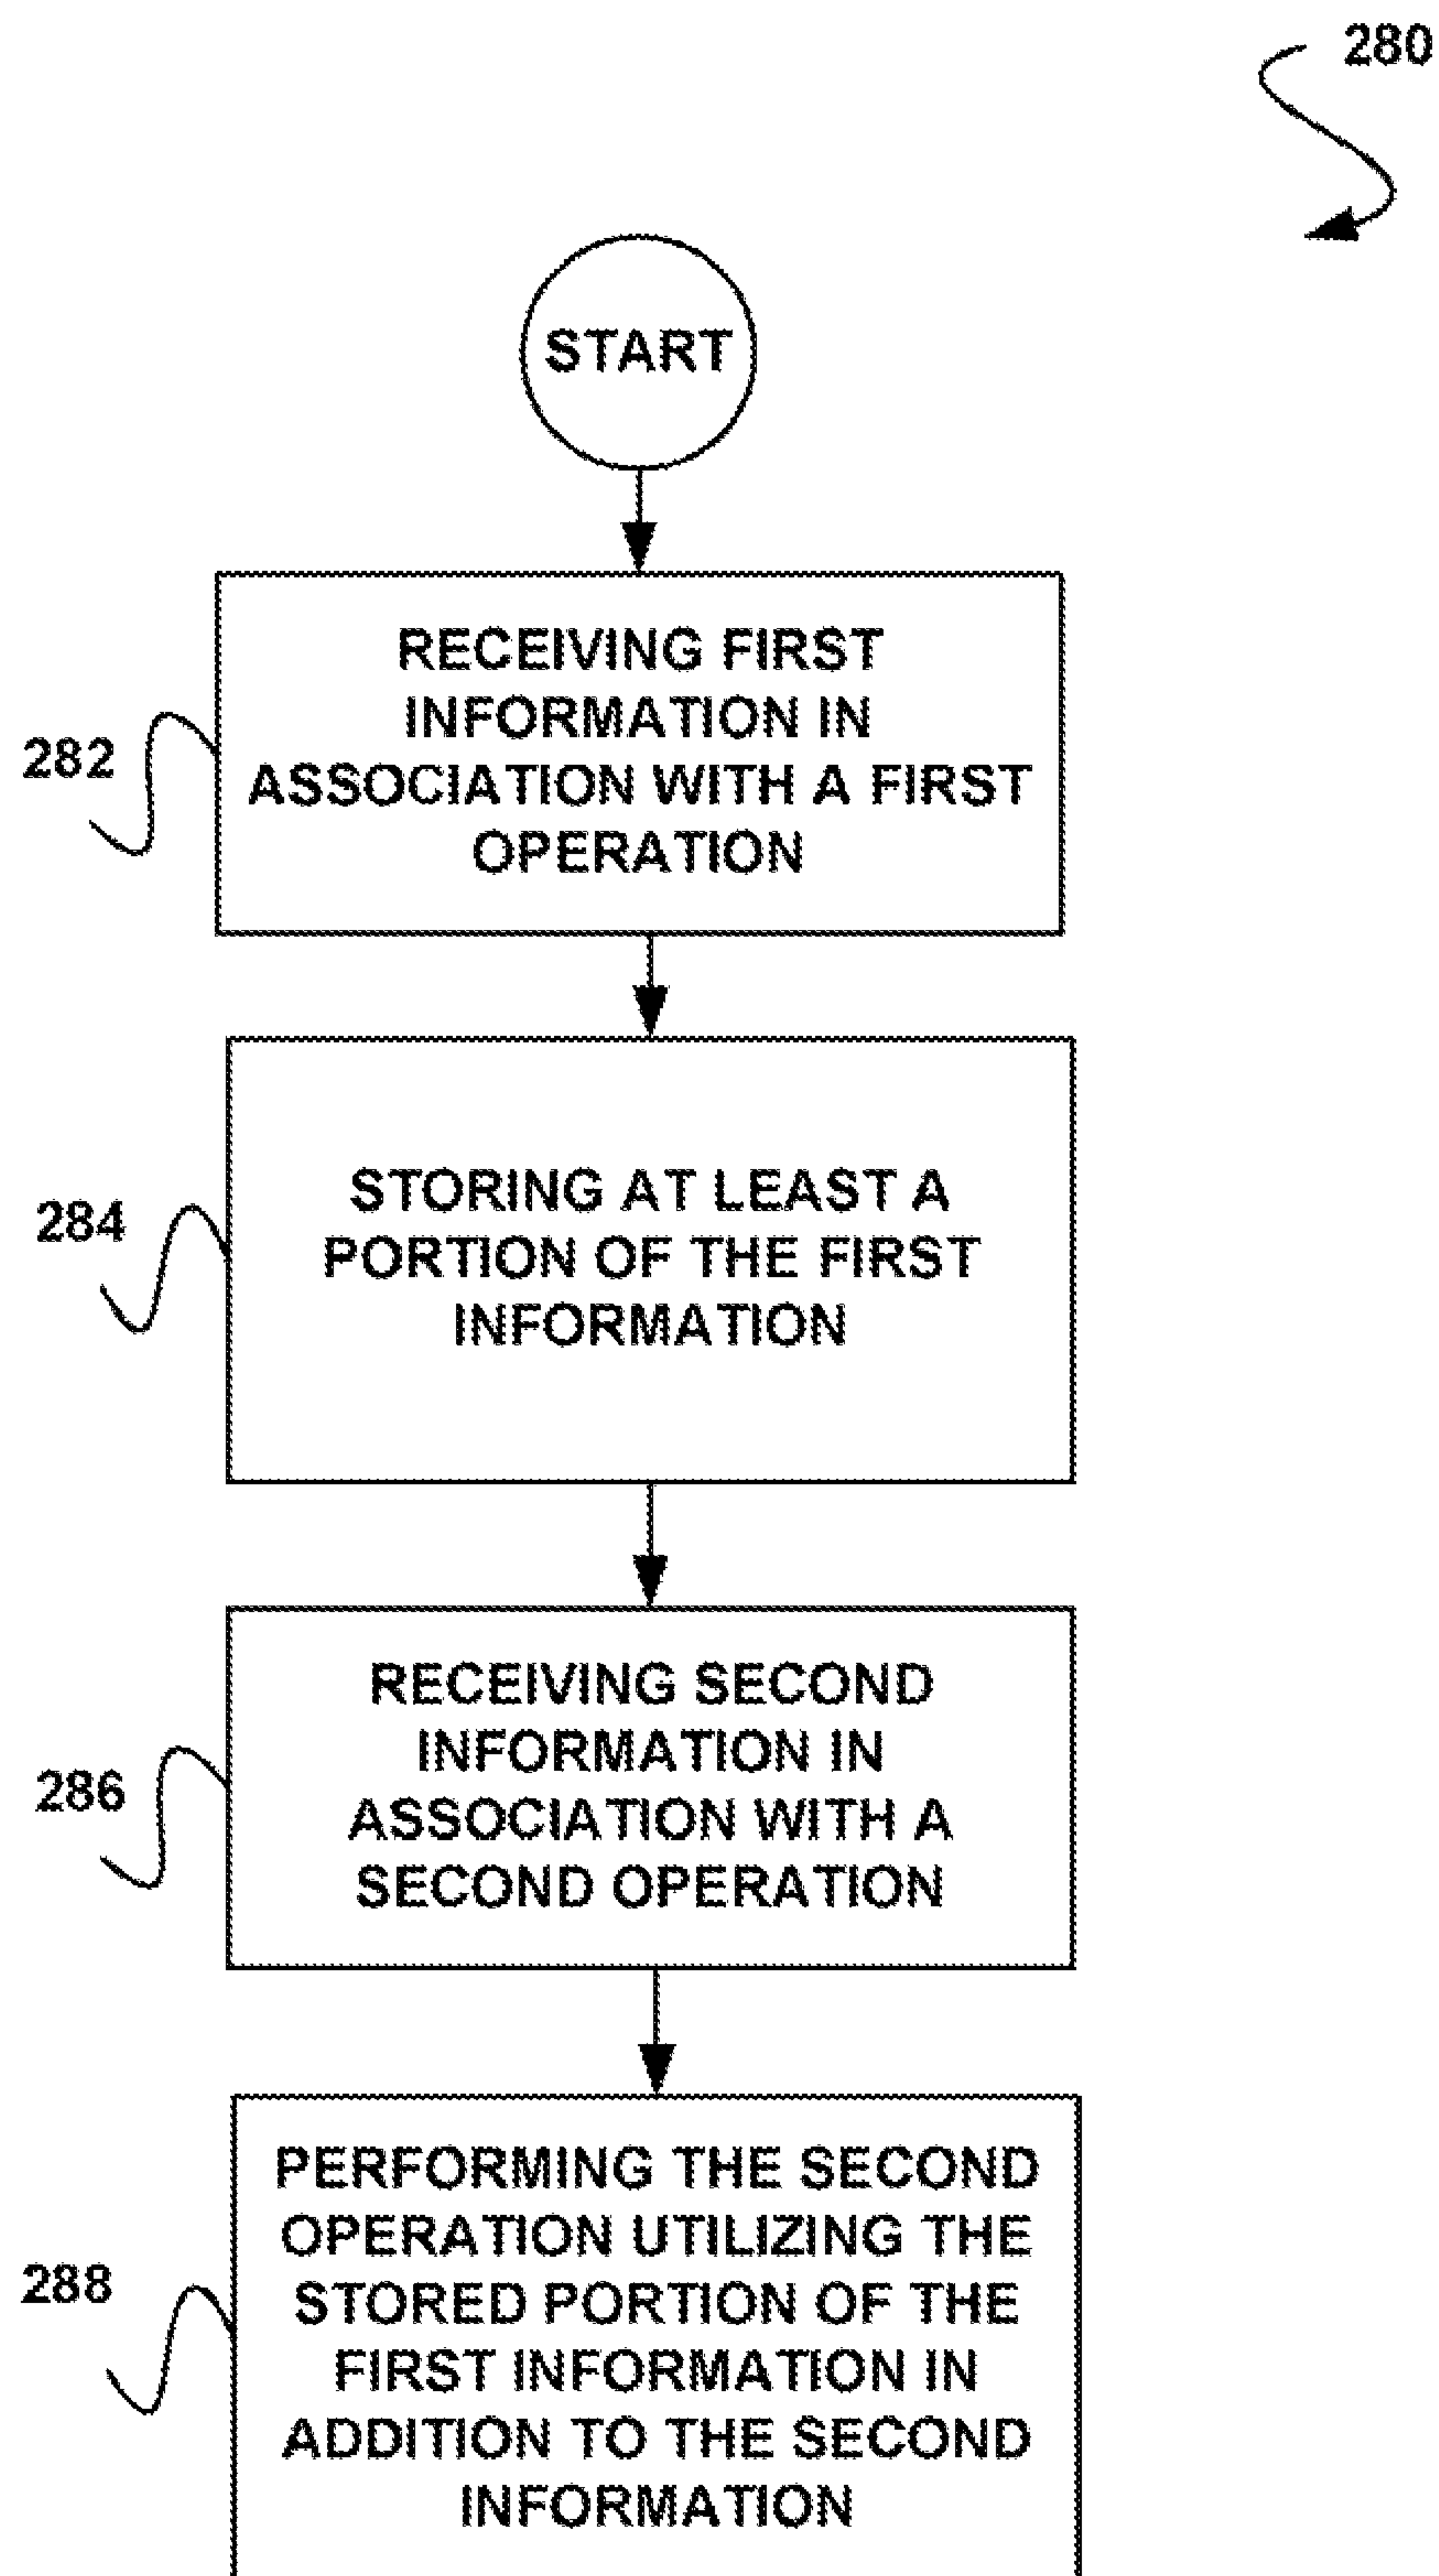 280
START
RECEIVING FIRST
INFORMATION IN
ASSOCIATION WITH A FIRST
OPERATION
282
STORING AT LEAST A
PORTION OF THE FIRST
INFORMATION
284
RECEIVING SECOND
INFORMATION IN
ASSOCIATION WITH A
SECOND OPERATION
286
PERFORMING THE SECOND
OPERATION UTILIZING THE
STORED PORTION OF THE
FIRST INFORMATION IN
ADDITION TO THE SECOND
INFORMATION
288